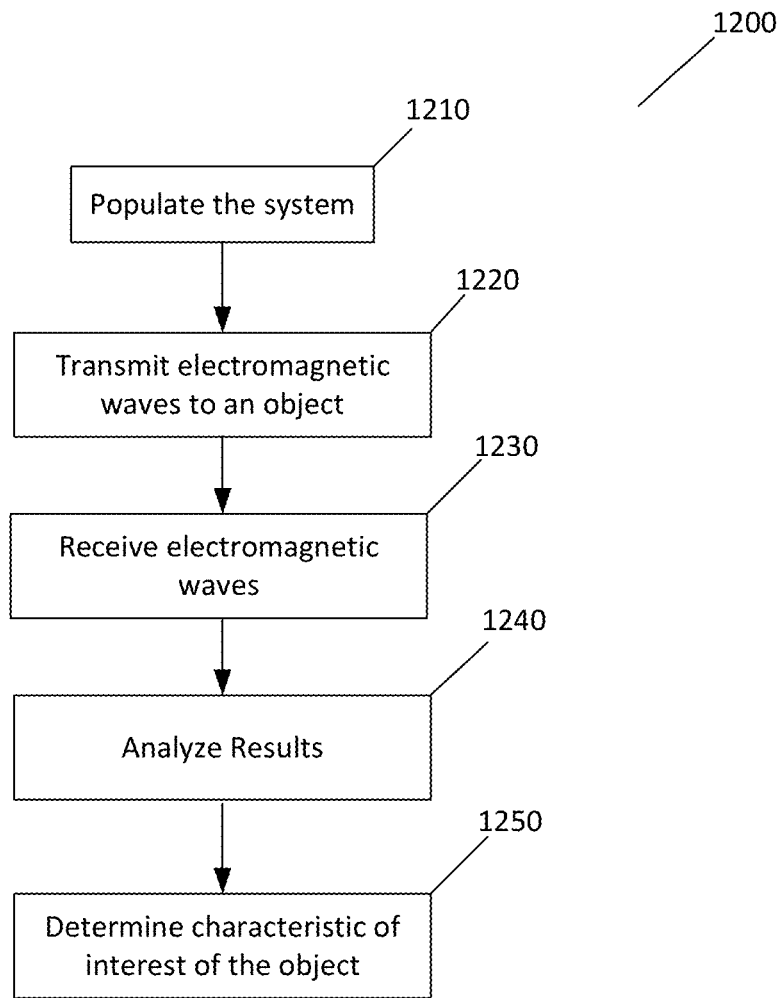 1200
1210
Populate the system
1220
Transmit electromagnetic
waves to an object
1230
Receive electromagnetic
waves
1240
Analyze Results
1250
Determine characteristic of
interest of the object